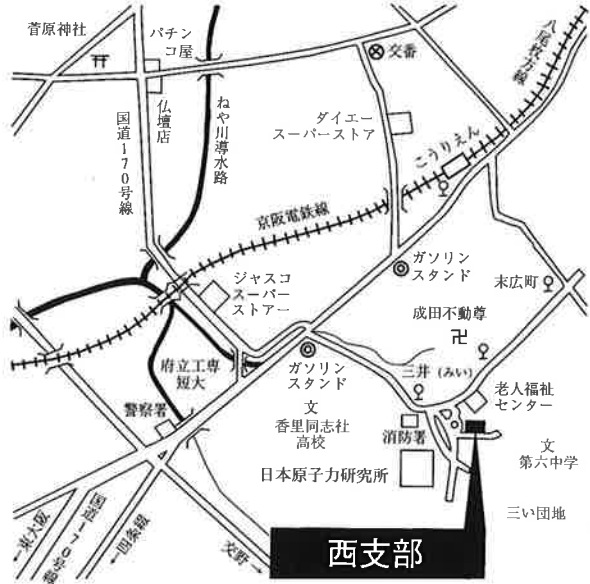 菅原神社
パチン
コ屋
交番
八尾枚方線
仏壇店
国道170号線
ねや川導水路
ダイエー
スーパーストア
こうりえん
京阪電鉄線
ガソリン
スタンド
末広町
ジャスコ
スーパー
ストアー
成田不動尊
卍
府立工専
短大
ガソリン
スタンド
三井（みい）
老人福祉
センター
警察署
文
香里同志社
高校
消防署
文
第六中学
日本原子力研究所
三い団地
←東大阪
国道170号線
←四條畷
交野→
西支部